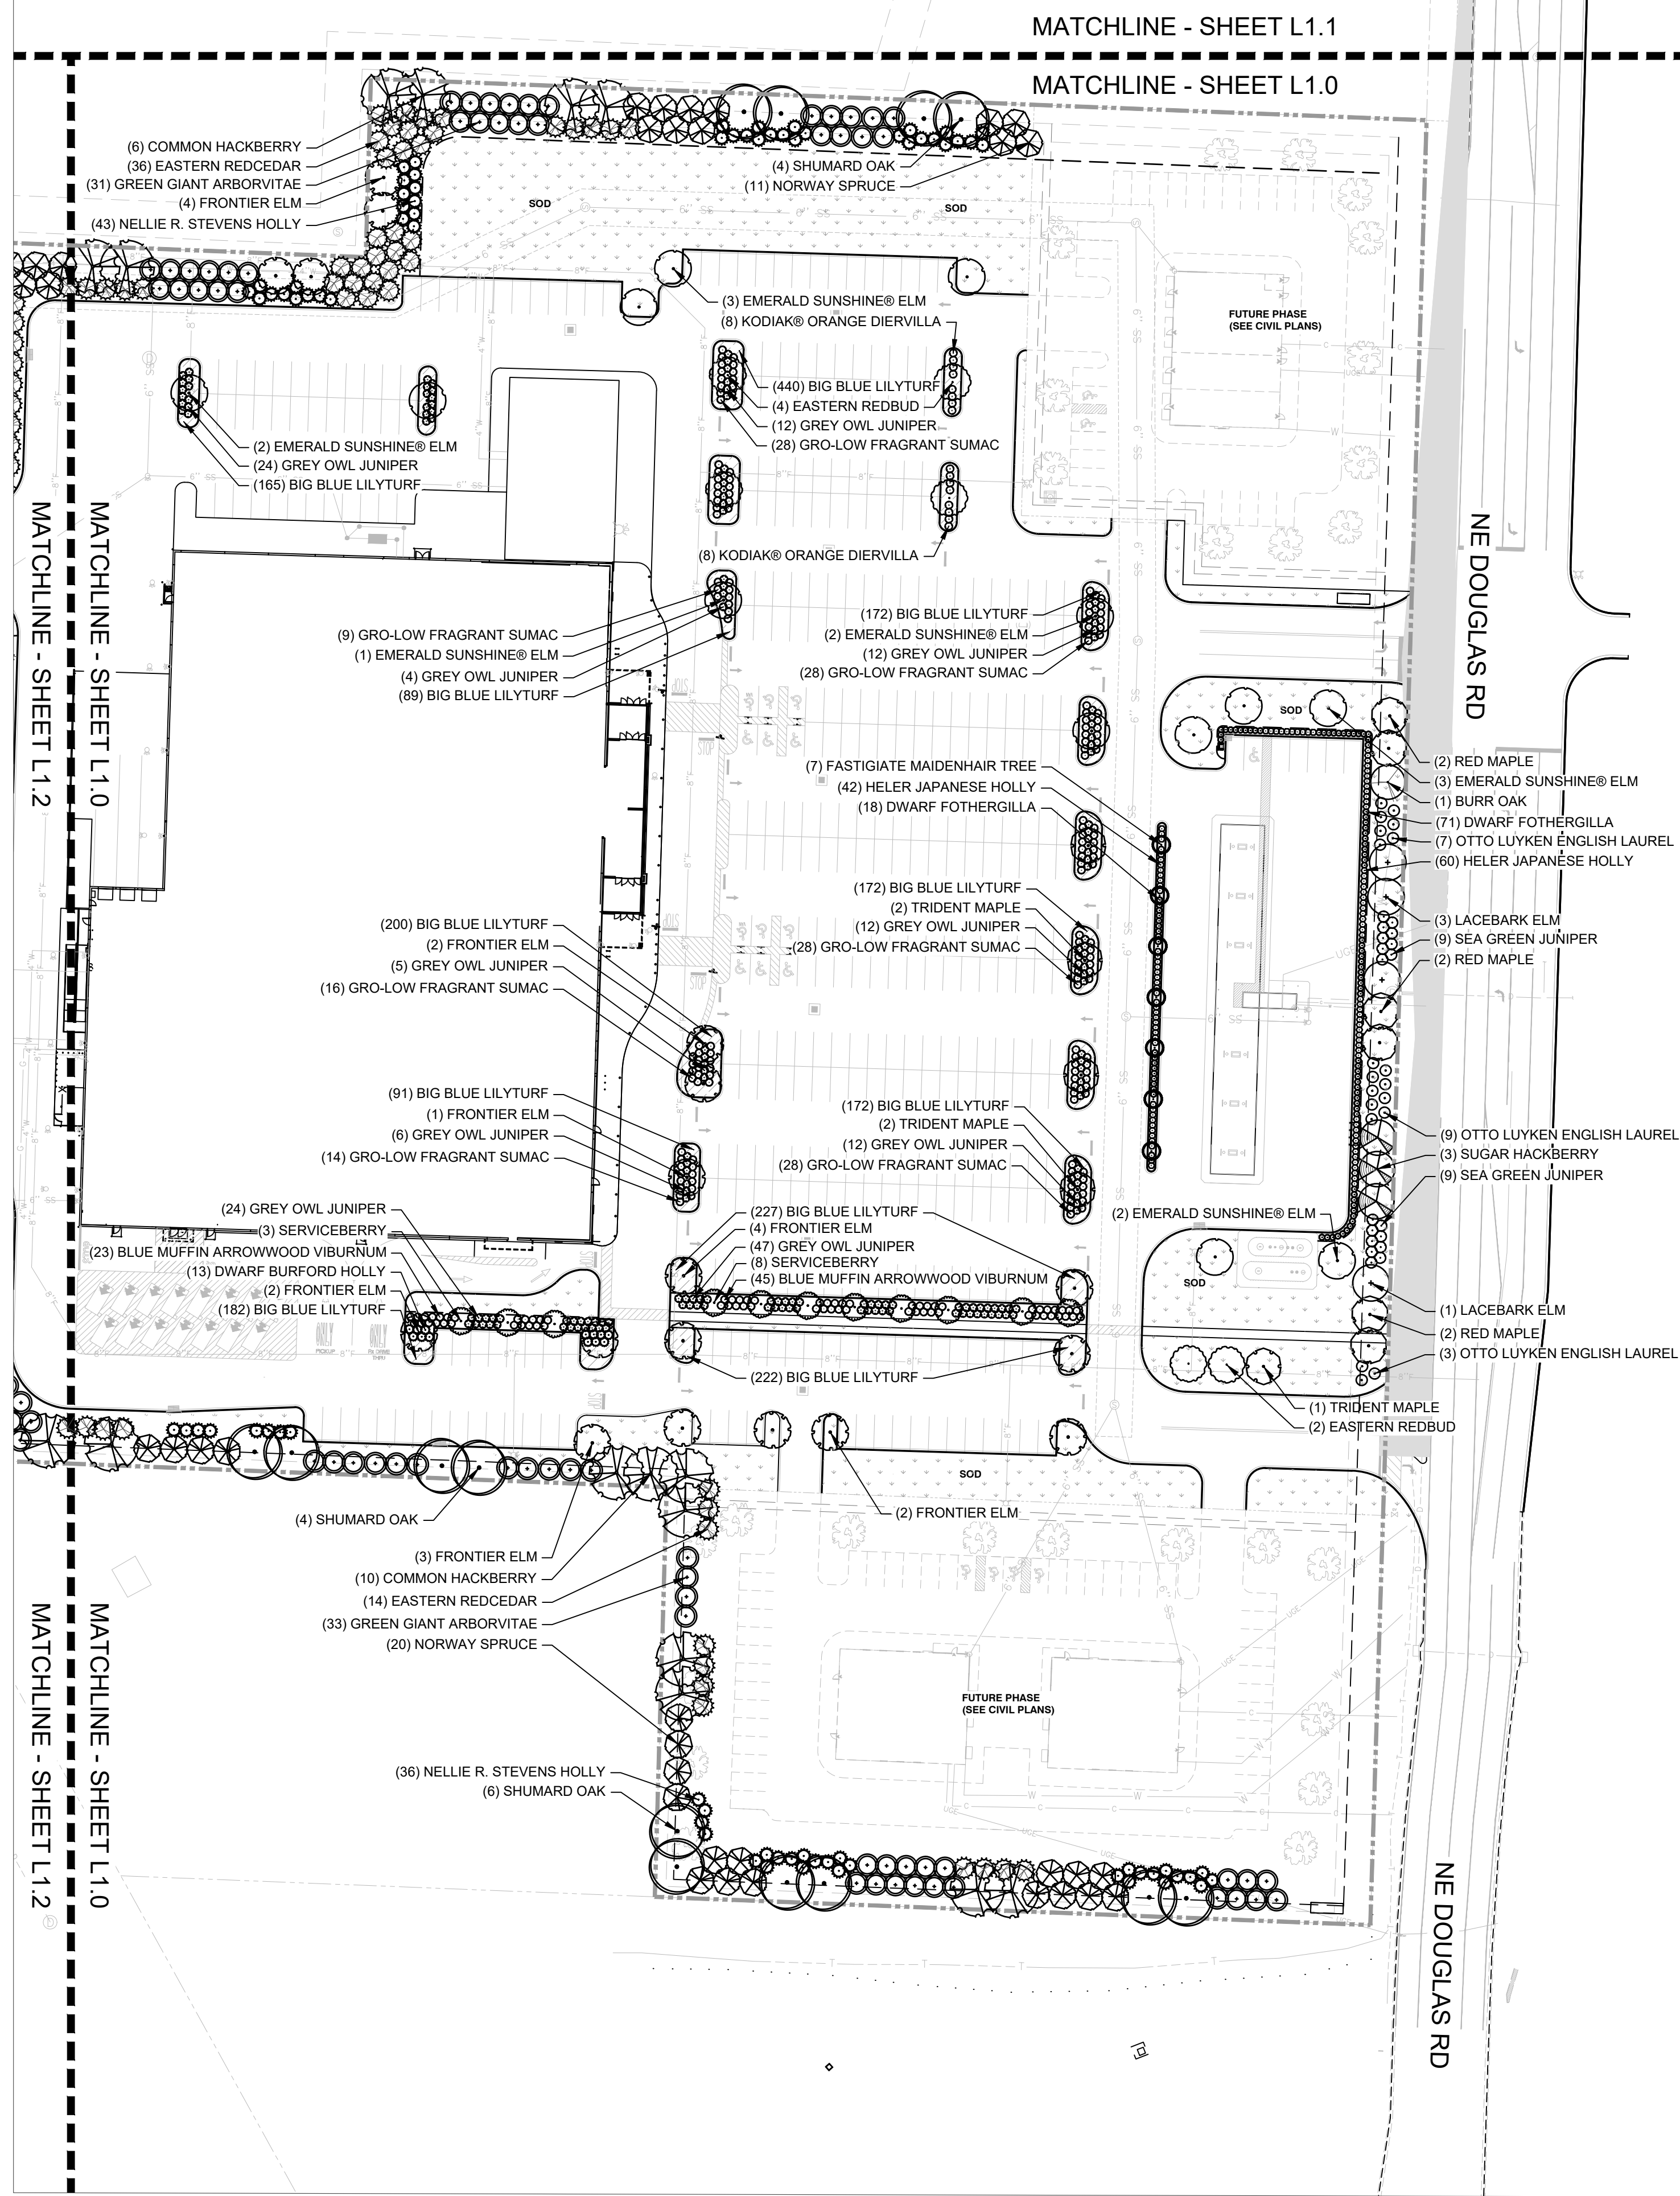 MATCHLINE - SHEET L1.1
MATCHLINE - SHEET L1.0
(6) COMMON HACKBERRY
(36) EASTERN REDCEDAR
(31) GREEN GIANT ARBORVITAE
(4) FRONTIER ELM
(43) NELLIE R. STEVENS HOLLY
(4) SHUMARD OAK
(11) NORWAY SPRUCE
SOD
SOD
(3) EMERALD SUNSHINE® ELM
(8) KODIAK® ORANGE DIERVILLA
FUTURE PHASE
(SEE CIVIL PLANS)
(440) BIG BLUE LILYTURF
(4) EASTERN REDBUD
(12) GREY OWL JUNIPER
(28) GRO-LOW FRAGRANT SUMAC
(2) EMERALD SUNSHINE® ELM
(24) GREY OWL JUNIPER
(165) BIG BLUE LILYTURF
(8) KODIAK® ORANGE DIERVILLA
MATCHLINE - SHEET L1.2
MATCHLINE - SHEET L1.0
NE DOUGLAS RD
(9) GRO-LOW FRAGRANT SUMAC
(1) EMERALD SUNSHINE® ELM
(4) GREY OWL JUNIPER
(89) BIG BLUE LILYTURF
(172) BIG BLUE LILYTURF
(2) EMERALD SUNSHINE® ELM
(12) GREY OWL JUNIPER
(28) GRO-LOW FRAGRANT SUMAC
SOD
STOP
STOP
(7) FASTIGIATE MAIDENHAIR TREE
(42) HELER JAPANESE HOLLY
(18) DWARF FOTHERGILLA
(2) RED MAPLE
(3) EMERALD SUNSHINE® ELM
(1) BURR OAK
(71) DWARF FOTHERGILLA
(7) OTTO LUYKEN ENGLISH LAUREL
(60) HELER JAPANESE HOLLY
(172) BIG BLUE LILYTURF
(2) TRIDENT MAPLE
(12) GREY OWL JUNIPER
(28) GRO-LOW FRAGRANT SUMAC
(3) LACEBARK ELM
(9) SEA GREEN JUNIPER
(2) RED MAPLE
(200) BIG BLUE LILYTURF
(2) FRONTIER ELM
(5) GREY OWL JUNIPER
(16) GRO-LOW FRAGRANT SUMAC
STOP
STOP
(91) BIG BLUE LILYTURF
(1) FRONTIER ELM
(6) GREY OWL JUNIPER
(14) GRO-LOW FRAGRANT SUMAC
(172) BIG BLUE LILYTURF
(2) TRIDENT MAPLE
(12) GREY OWL JUNIPER
(28) GRO-LOW FRAGRANT SUMAC
(9) OTTO LUYKEN ENGLISH LAUREL
(3) SUGAR HACKBERRY
(9) SEA GREEN JUNIPER
(24) GREY OWL JUNIPER
(3) SERVICEBERRY
(23) BLUE MUFFIN ARROWWOOD VIBURNUM
(13) DWARF BURFORD HOLLY
(2) FRONTIER ELM
(182) BIG BLUE LILYTURF
(227) BIG BLUE LILYTURF
(4) FRONTIER ELM
(47) GREY OWL JUNIPER
(8) SERVICEBERRY
(45) BLUE MUFFIN ARROWWOOD VIBURNUM
(2) EMERALD SUNSHINE® ELM
SOD
(1) LACEBARK ELM
(2) RED MAPLE
(3) OTTO LUYKEN ENGLISH LAUREL
(222) BIG BLUE LILYTURF
ONLY
PICKUP
ONLY
STOP
(1) TRIDENT MAPLE
(2) EASTERN REDBUD
SOD
(4) SHUMARD OAK
(2) FRONTIER ELM
(3) FRONTIER ELM
(10) COMMON HACKBERRY
(14) EASTERN REDCEDAR
(33) GREEN GIANT ARBORVITAE
(20) NORWAY SPRUCE
MATCHLINE - SHEET L1.2
MATCHLINE - SHEET L1.0
FUTURE PHASE
(SEE CIVIL PLANS)
(36) NELLIE R. STEVENS HOLLY
(6) SHUMARD OAK
NE DOUGLAS RD